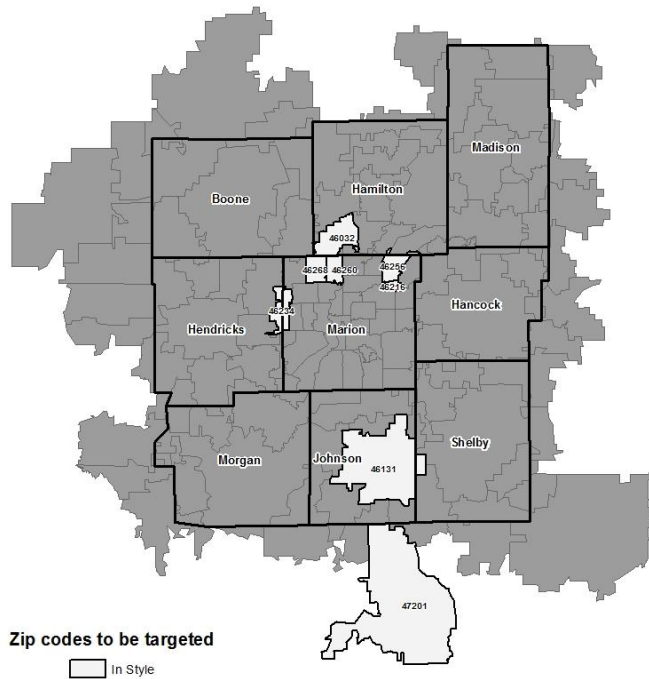 Madison
Hamilton
Boone
46032
46268 46260
46256
46216
Hancock
46234
Hendricks
Marion
Shelby
Morgan
Johnson
46131
47201
Zip codes to be targeted
In Style